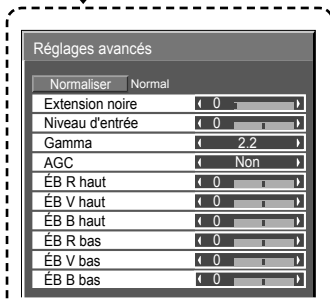 Réglages avancés
Normaliser Normal
Extension noire 0
Niveau d'entrée 0
Gamma 2.2
AGC Non
ÉB R haut 0
ÉB V haut 0
ÉB B haut 0
ÉB R bas 0
ÉB V bas 0
ÉB B bas 0